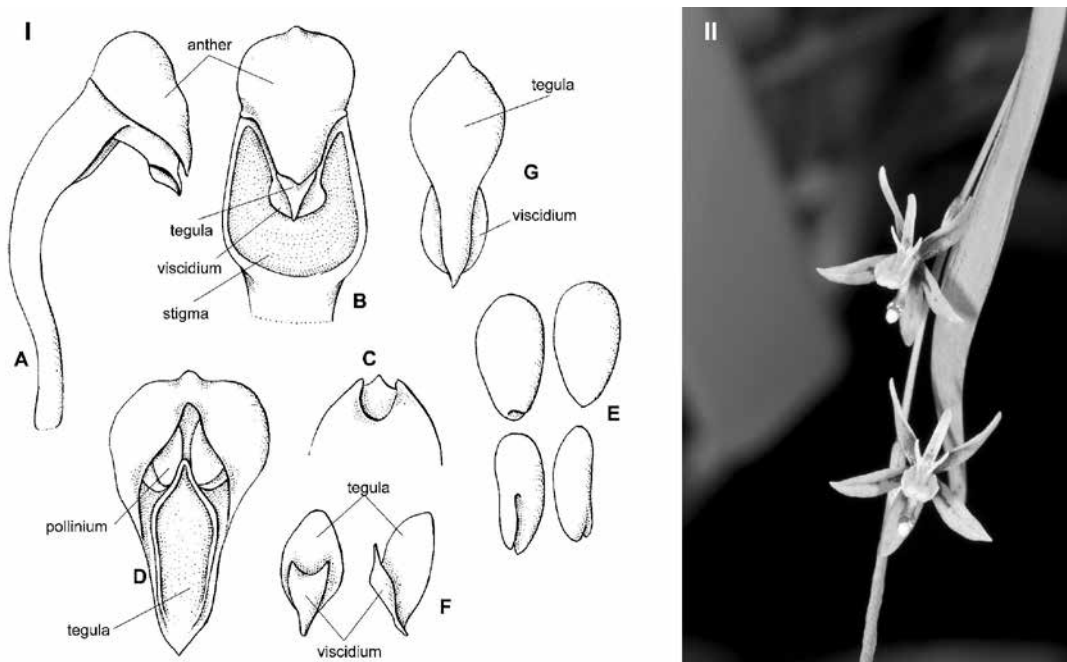 I
anther
tegula
viscidium
stigma
A
B
tegula
G
viscidium
C
E
pollinium
D
tegula
tegula
F
viscidium
II